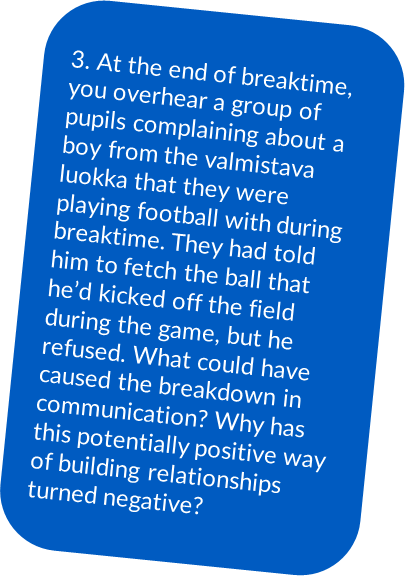 3. At the end of breaktime,
you overhear a group of
pupils complaining about a
boy from the valmistava
luokka that they were
playing football with during
breaktime. They had told
him to fetch the ball that
he’d kicked off the field
during the game, but he
refused. What could have
caused the breakdown in
communication? Why has
this potentially positive way
of building relationships
turned negative?